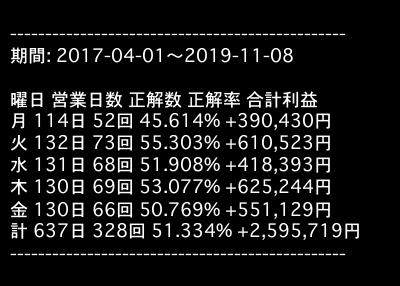 ------------------------------------------------
期間: 2017-04-01～2019-11-08
曜日 営業日数 正解数 正解率 合計利益
月 114日 52回 45.614% +390,430円
火 132日 73回 55.303% +610,523円
水 131日 68回 51.908% +418,393円
木 130日 69回 53.077% +625,244円
金 130日 66回 50.769% +551,129円
計 637日 328回 51.334% +2,595,719円
------------------------------------------------